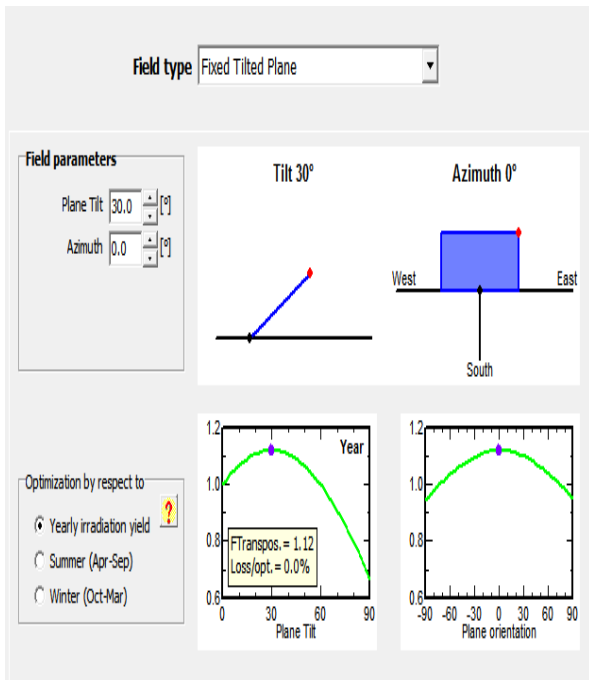 Field type Fixed Tilted Plane
Field parameters
Plane Tilt 30.0 [°]
Azimuth 0.0 [°]
Tilt 30° Azimuth 0°
West East
South
Optimization by respect to
?
Yearly irradiation yield
Summer (Apr-Sep)
Winter (Oct-Mar)
Year
1.2
1.0
0.8
0.6
FTranspos. = 1.12
Loss/opt. = 0.0%
0 30 60 90
Plane Tilt
1.2
1.0
0.8
0.6
-90 -60 -30 0 30 60 90
Plane orientation